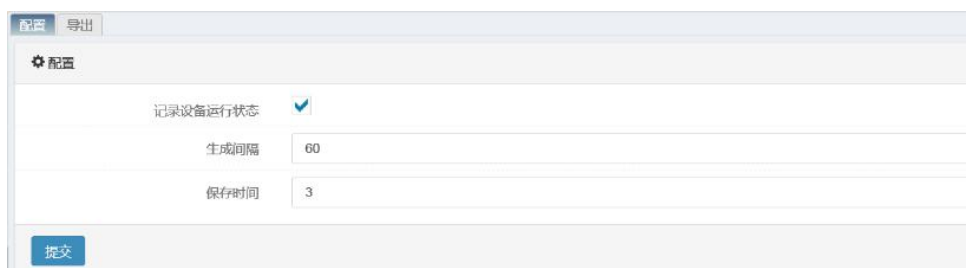 配置 导出
配置
记录设备运行状态
生成间隔 60
保存时间 3
提交